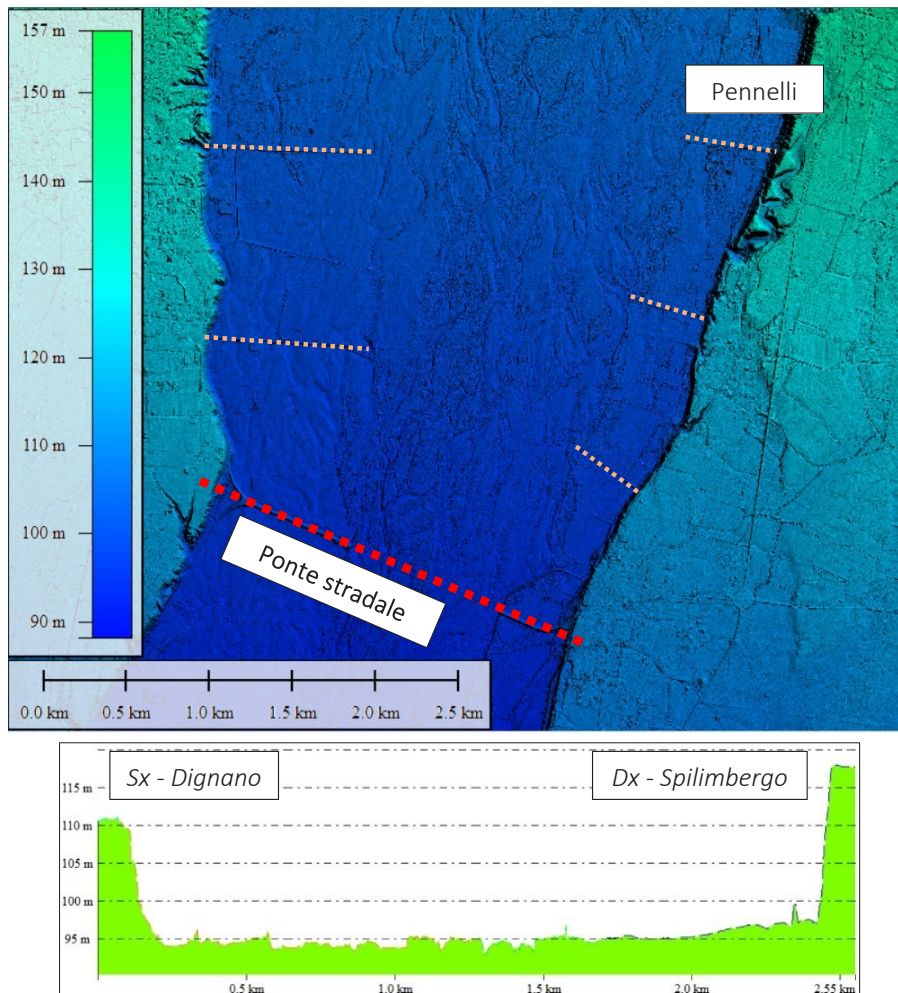 157 m
150 m
140 m
130 m
120 m
110 m
100 m
90 m
Pennelli
Ponte stradale
0.0 km 0.5 km 1.0 km 1.5 km 2.0 km 2.5 km
Sx - Dignano
Dx - Spilimbergo
115 m
110 m
105 m
100 m
95 m
0.5 km 1.0 km 1.5 km 2.0 km 2.55 km